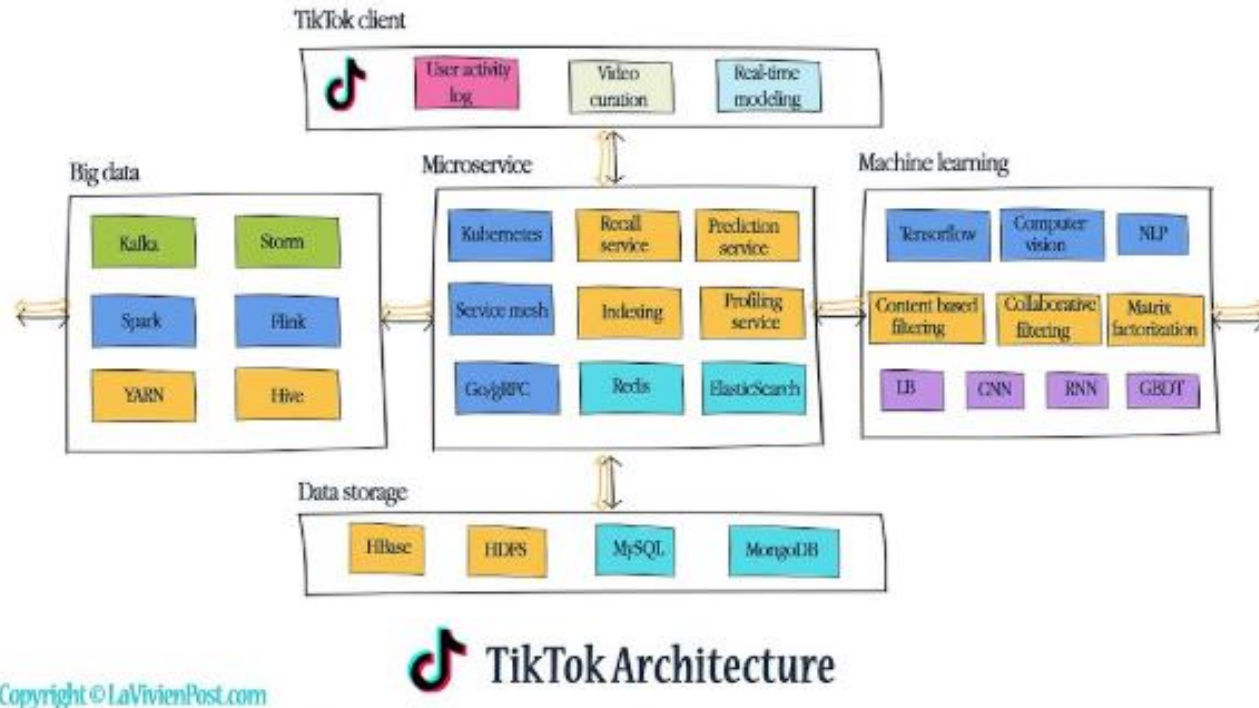 TikTok client
User activity
log
Video
curation
Real-time
modeling
Big data
Kafka
Storm
Spark
Flink
YARN
Hive
Microservice
Kubernetes
Recall
service
Prediction
service
Service mesh
Indexing
Profiling
service
Go/gRPC
Redis
ElasticSearch
Machine learning
Tensorflow
Computer
vision
NLP
Content based
filtering
Collaborative
filtering
Matrix
factorization
LB
CNN
RNN
GBDT
Data storage
HBase
HDFS
MySQL
MongoDB
TikTok Architecture
Copyright © LaVivienPost.com